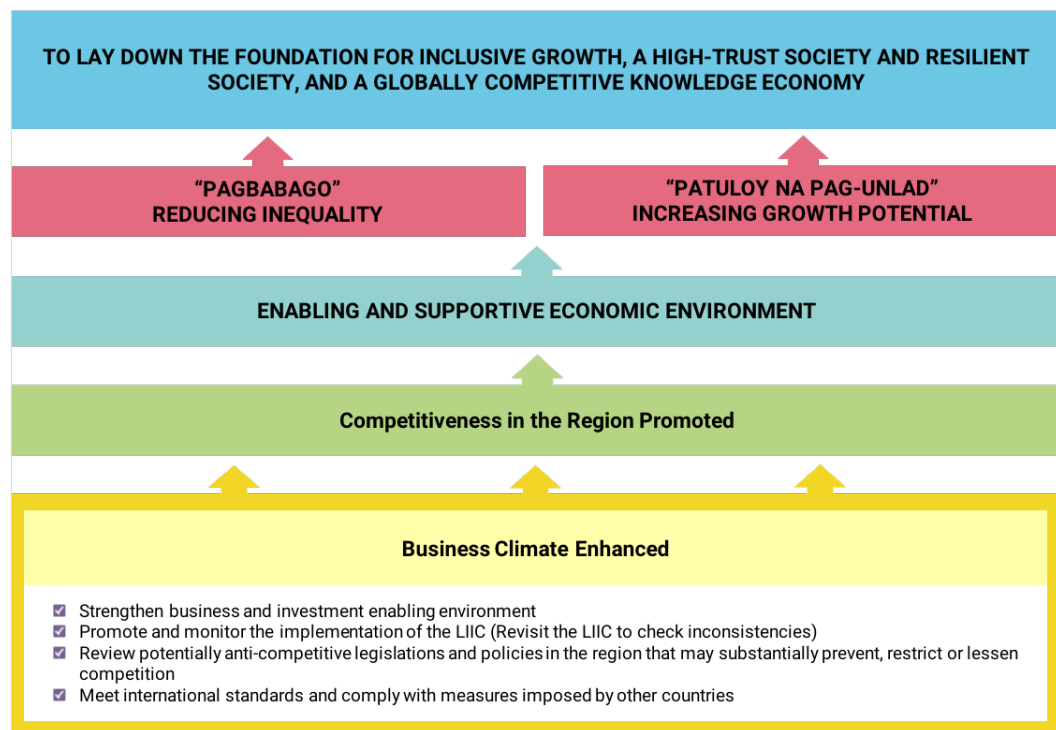 TO LAY DOWN THE FOUNDATION FOR INCLUSIVE GROWTH, A HIGH-TRUST SOCIETY AND RESILIENT
SOCIETY, AND A GLOBALLY COMPETITIVE KNOWLEDGE ECONOMY
“PAGBABAGO”
REDUCING INEQUALITY
“PATULOY NA PAG-UNLAD”
INCREASING GROWTH POTENTIAL
ENABLING AND SUPPORTIVE ECONOMIC ENVIRONMENT
Competitiveness in the Region Promoted
Business Climate Enhanced
Strengthen business and investment enabling environment
Promote and monitor the implementation of the LIIC (Revisit the LIIC to check inconsistencies)
Review potentially anti-competitive legislations and policies in the region that may substantially prevent, restrict or lessen
competition
Meet international standards and comply with measures imposed by other countries